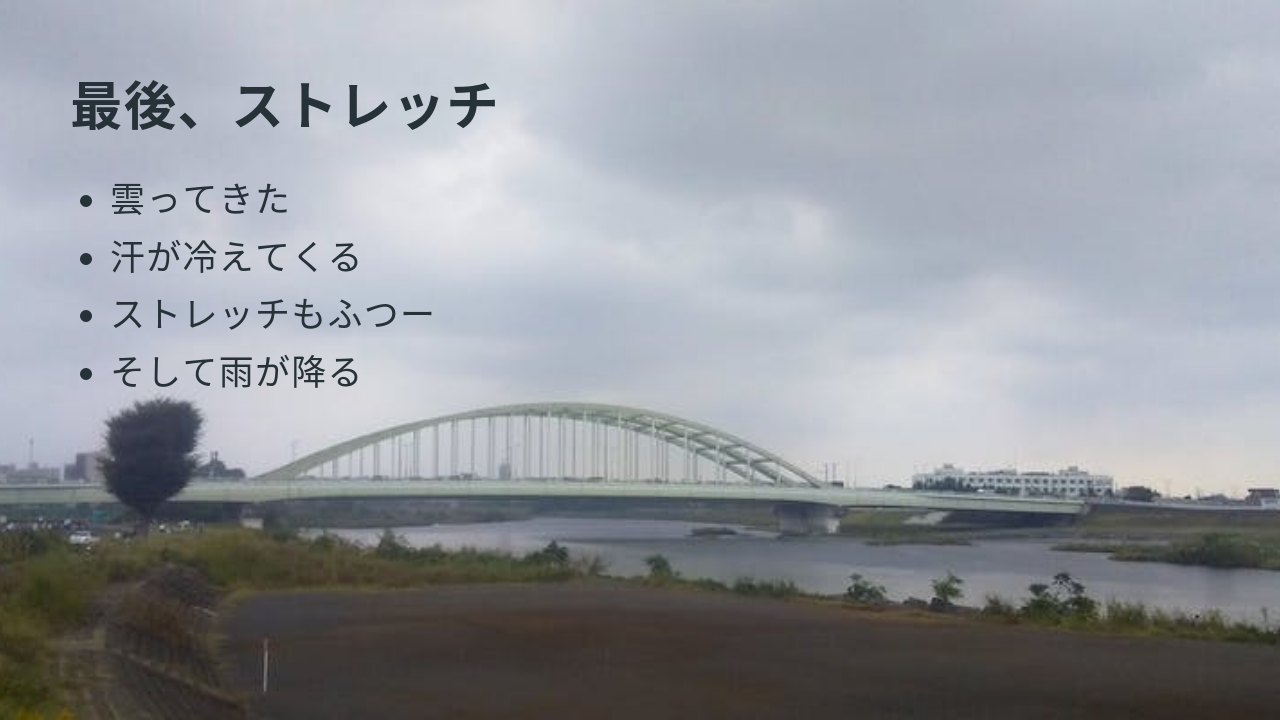 最後、ストレッチ
雲ってきた
汗が冷えてくる
ストレッチもふつー
そして雨が降る